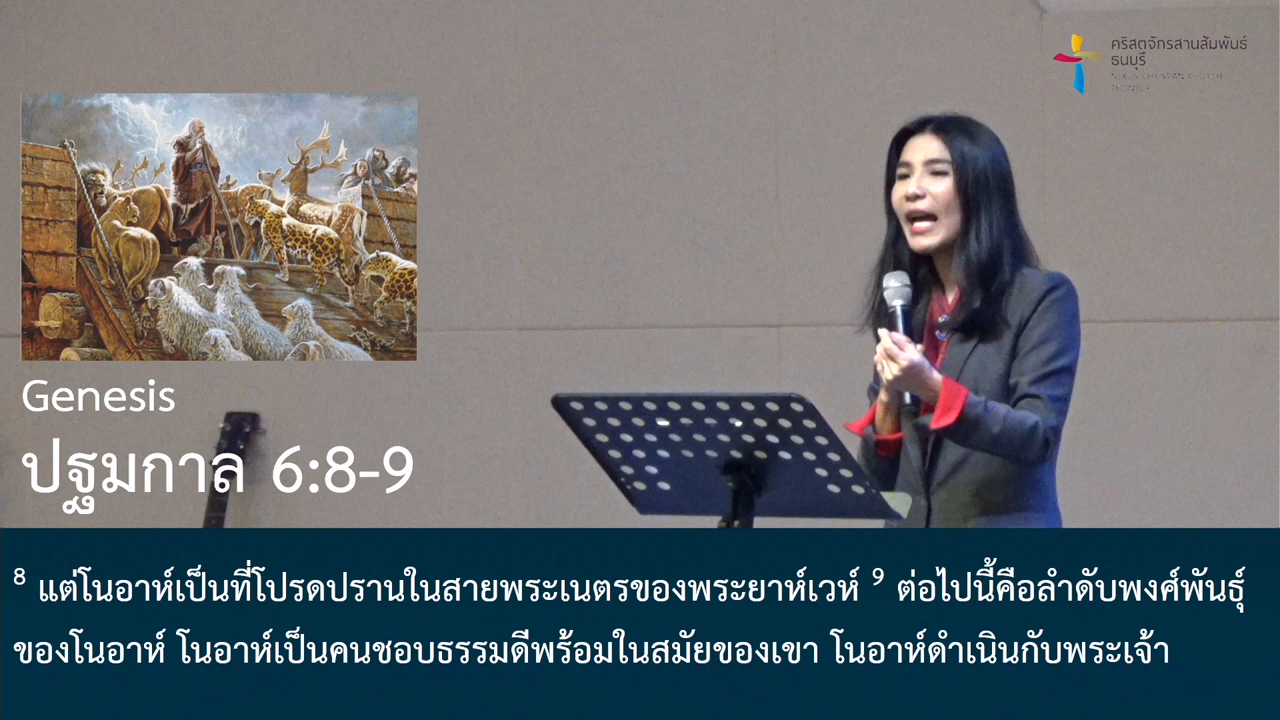 คริสตจักรสานสัมพันธ์
ธนบุรี
CHRISTIAN CHURCH
Genesis
ปฐมกาล 6:8-9
8 แต่โนอาห์เป็นที่โปรดปรานในสายพระเนตรของพระยาห์เวห์ 9 ต่อไปนี้คือลำดับพงศ์พันธุ์
ของโนอาห์ โนอาห์เป็นคนชอบธรรมดีพร้อมในสมัยของเขา โนอาห์ดำเนินกับพระเจ้า